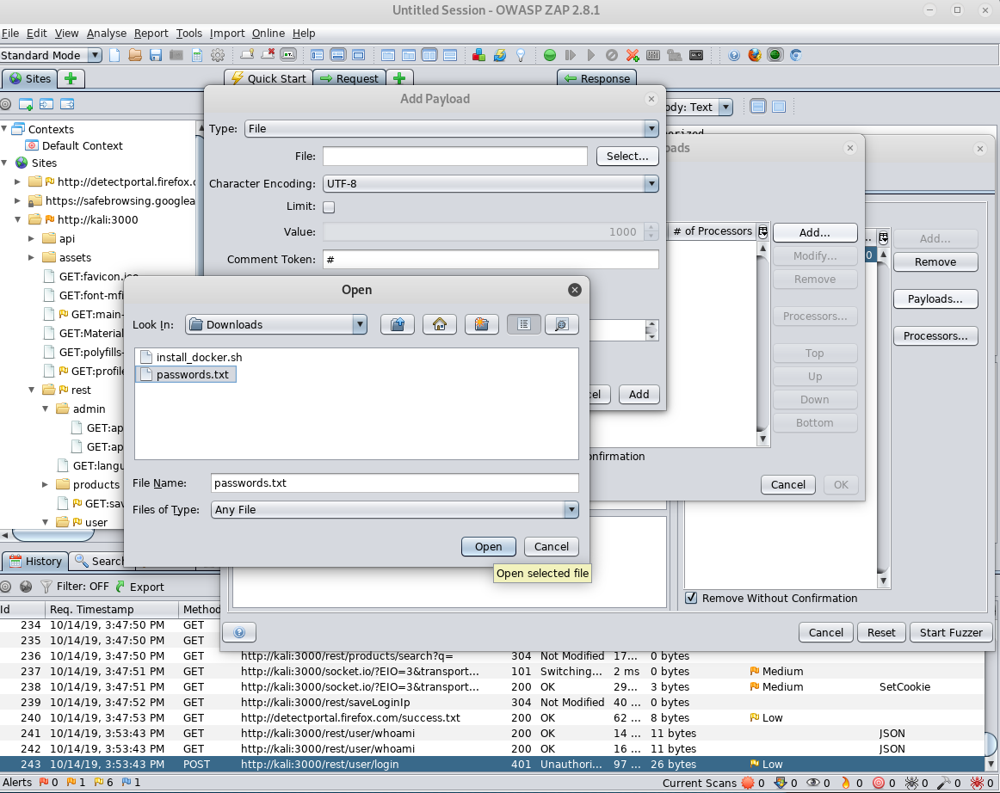 Untitled Session - OWASP ZAP 2.8.1
File Edit View Analyse Report Tools Import Online Help
Standard Mode
Sites
Quick Start
Request
Response
Contexts
Default Context
Sites
http://detectportal.firefox.c
https://safebrowsing.googlea
http://kali:3000
api
assets
GET:favicon.ico
GET:font-mfi
GET:main-
GET:Material
GET:polyfills-
GET:profile
rest
admin
GET:ap
GET:ap
GET:langu
products
GET:sav
user
Add Payload
Type: File
File: Select...
Character Encoding: UTF-8
Limit:
Value: 1000
Comment Token: #
Add
ody: Text
orized
oads
# of Processors
Add...
Modify...
Remove
Processors...
Top
Up
Down
Bottom
onfirmation
Cancel OK
Add...
Remove
Payloads...
Processors...
Open
Look In: Downloads
install_docker.sh
passwords.txt
File Name: passwords.txt
Files of Type: Any File
Open Cancel
Open selected file
Remove Without Confirmation
Cancel Reset Start Fuzzer
History Search
Filter: OFF Export
Id Req. Timestamp Method
234 10/14/19, 3:47:50 PM GET
235 10/14/19, 3:47:50 PM GET
236 10/14/19, 3:47:50 PM GET http://kali:3000/rest/products/search?q= 304 Not Modified 17... 0 bytes
237 10/14/19, 3:47:51 PM GET http://kali:3000/socket.io/?EIO=3&transport... 101 Switching... 2 ms 0 bytes Medium
238 10/14/19, 3:47:51 PM GET http://kali:3000/socket.io/?EIO=3&transport... 200 OK 29... 3 bytes Medium SetCookie
239 10/14/19, 3:47:52 PM GET http://kali:3000/rest/saveLoginIp 304 Not Modified 40 ... 0 bytes
240 10/14/19, 3:47:53 PM GET http://detectportal.firefox.com/success.txt 200 OK 62 ... 8 bytes Low
241 10/14/19, 3:53:43 PM GET http://kali:3000/rest/user/whoami 200 OK 14 ... 11 bytes JSON
242 10/14/19, 3:53:43 PM GET http://kali:3000/rest/user/whoami 200 OK 16 ... 11 bytes JSON
243 10/14/19, 3:53:43 PM POST http://kali:3000/rest/user/login 401 Unauthori... 97 ... 26 bytes Low
Alerts 0 1 6 1 Current Scans 0 0 0 0 0 0 0 0